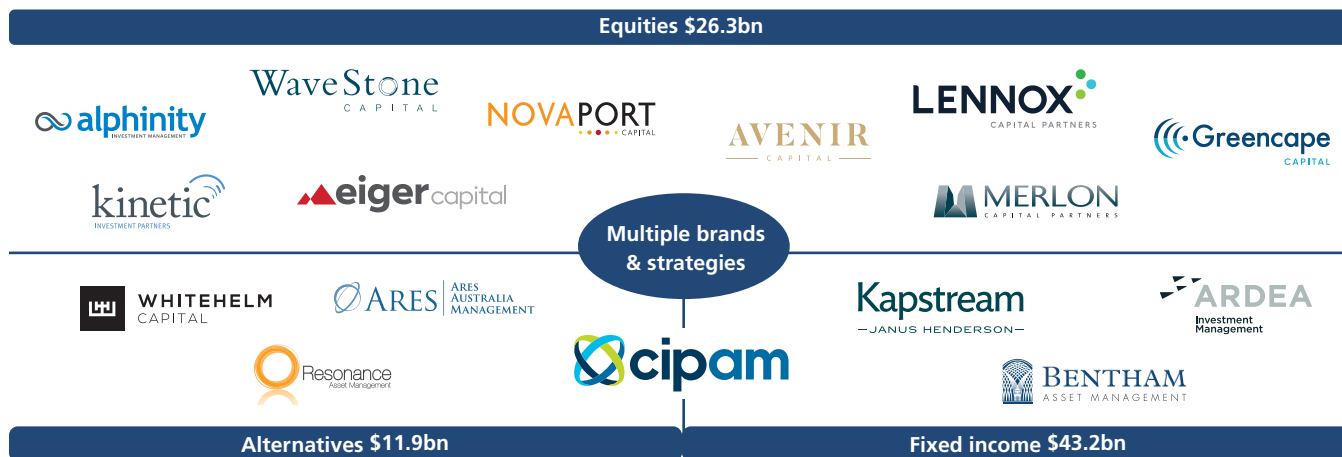 Equities $26.3bn
WaveStone
CAPITAL
alphinity
INVESTMENT MANAGEMENT
NOVAPORT
CAPITAL
AVENIR
CAPITAL
LENNOX
CAPITAL PARTNERS
Greencape
CAPITAL
kinetic
INVESTMENT PARTNERS
eiger capital
MERLON
CAPITAL PARTNERS
Multiple brands
& strategies
WHITEHELM
CAPITAL
ARES
ARES
AUSTRALIA
MANAGEMENT
Resonance
Asset Management
cipam
Kapstream
—JANUS HENDERSON—
ARDEA
Investment
Management
BENTHAM
ASSET MANAGEMENT
Alternatives $11.9bn
Fixed income $43.2bn